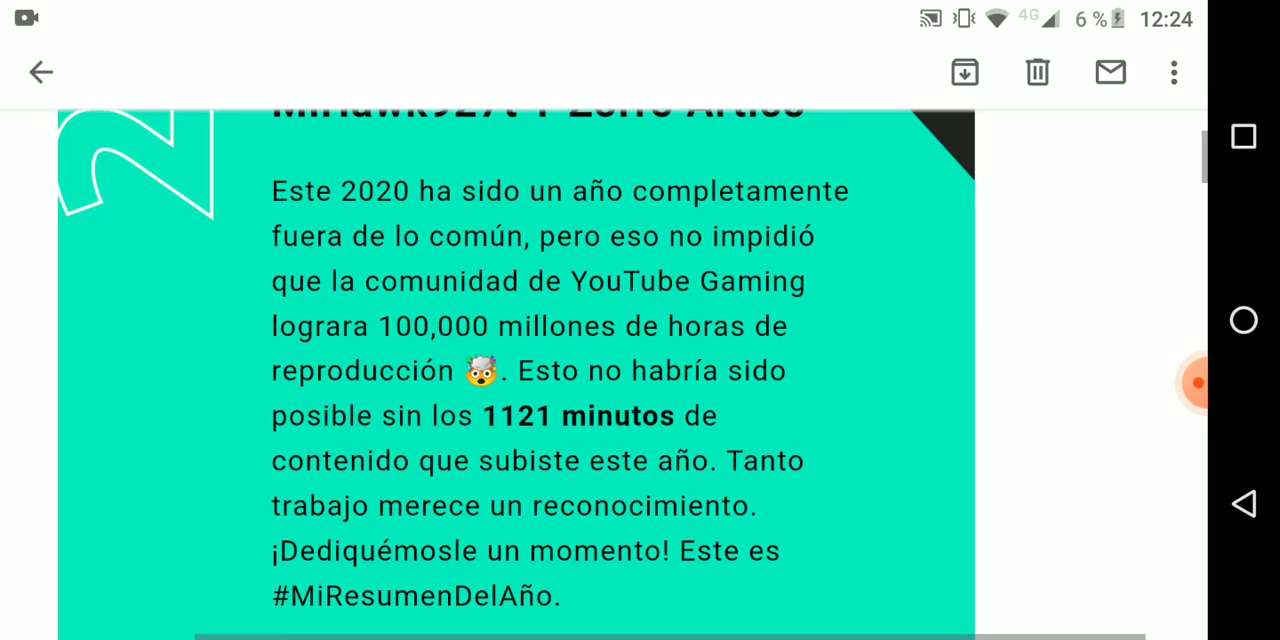 4G 6 % 12:24
Este 2020 ha sido un año completamente
fuera de lo común, pero eso no impidió
que la comunidad de YouTube Gaming
lograra 100,000 millones de horas de
reproducción 🤯. Esto no habría sido
posible sin los 1121 minutos de
contenido que subiste este año. Tanto
trabajo merece un reconocimiento.
¡Dediquémosle un momento! Este es
#MiResumenDelAño.